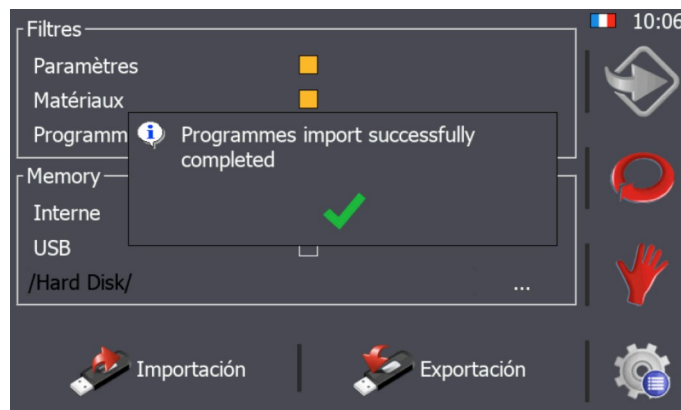 Filtres
10:06
Paramètres
Matériaux
Programm
Programmes import successfully
completed
Memory
Interne
USB
/Hard Disk/
...
Importación
Exportación